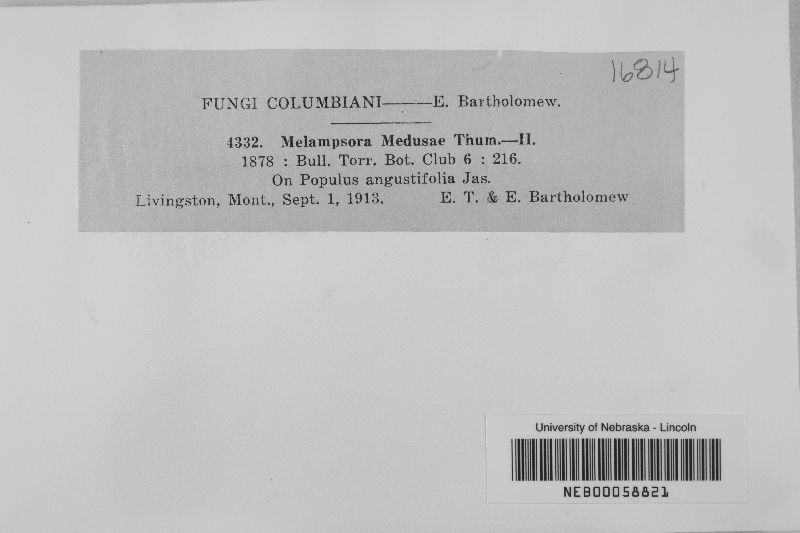 16814
FUNGI COLUMBIANI——E. Bartholomew.
4332. Melampsora Medusae Thum.—II.
1878 : Bull. Torr. Bot. Club 6 : 216.
On Populus angustifolia Jas.
Livingston, Mont., Sept. 1, 1913. E. T. & E. Bartholomew
University of Nebraska - Lincoln
NEB00058821